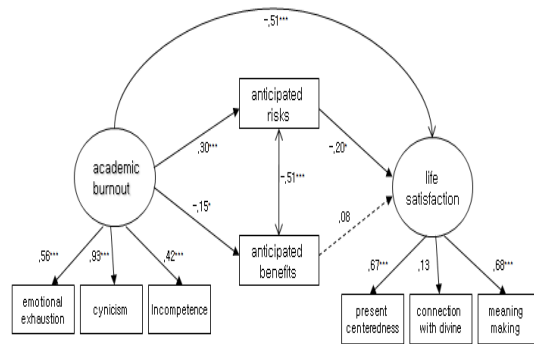 -,51***
anticipated
risks
,30***
-,20*
academic
burnout
-,51***
life
satisfaction
-,15*
,08
anticipated
benefits
,56***
,93***
,42***
,67***
,13
,68***
emotional
exhaustion
cynicism
Incompetence
present
centeredness
connection
with divine
meaning
making